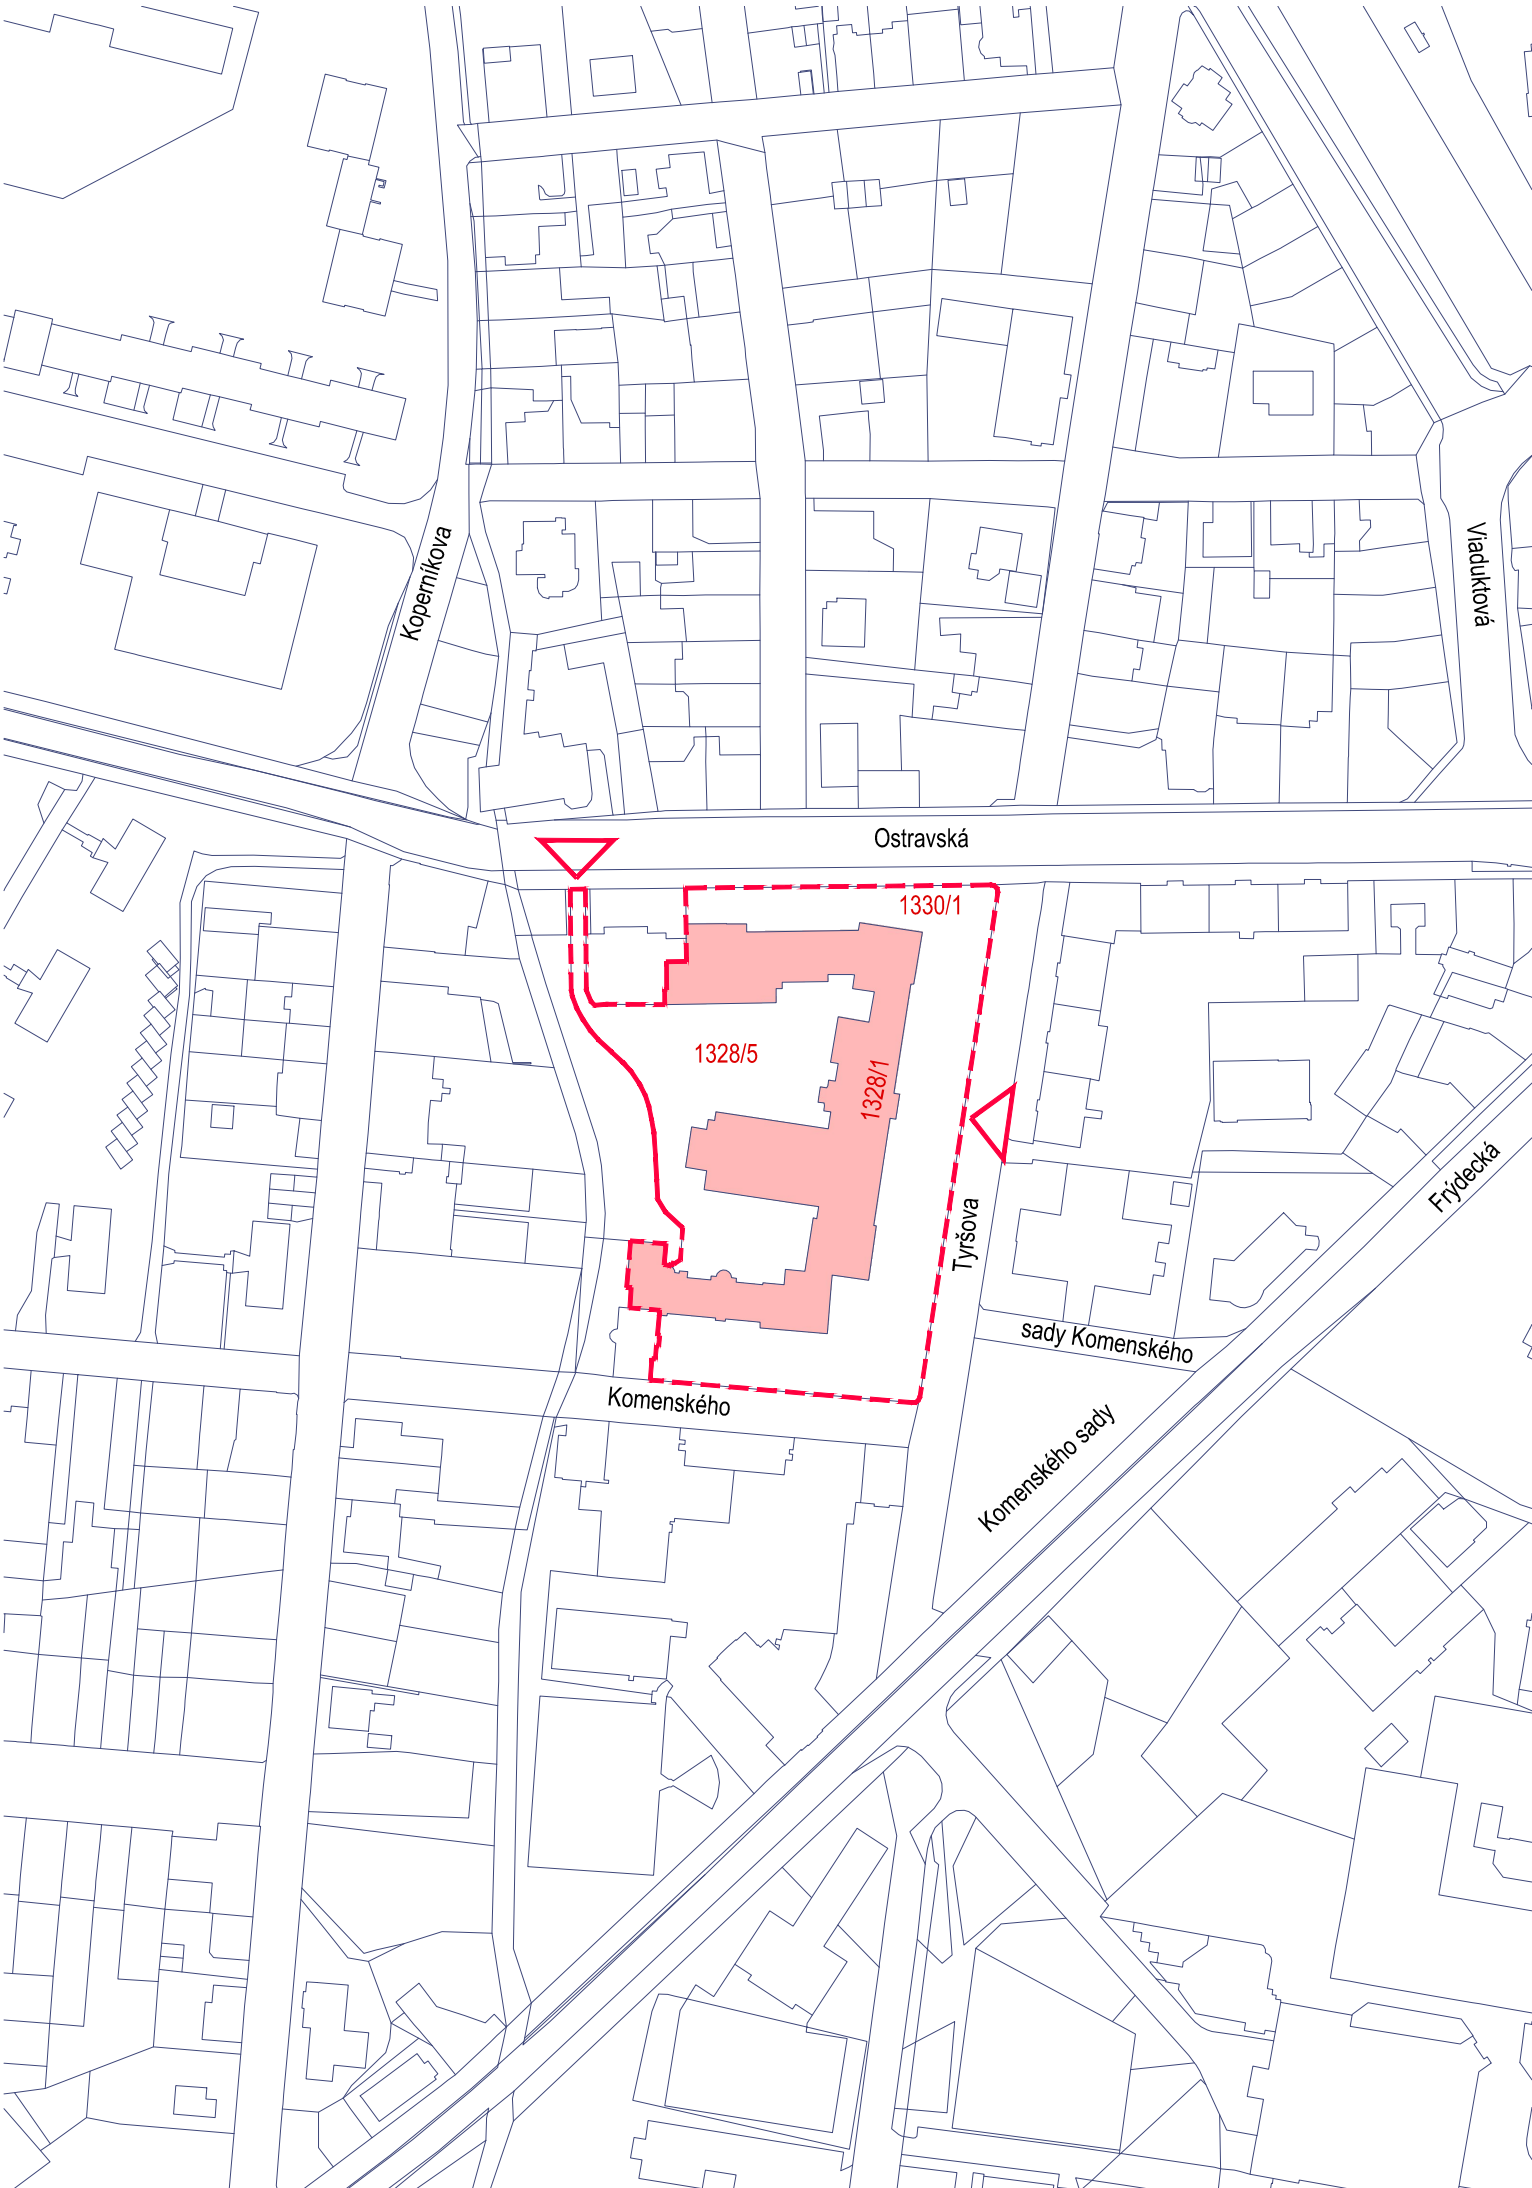 Koperníkova
Viaduktová
Ostravská
1330/1
1328/5
1328/1
Frýdecká
Tyršova
sady Komenského
Komenského
Komenského sady